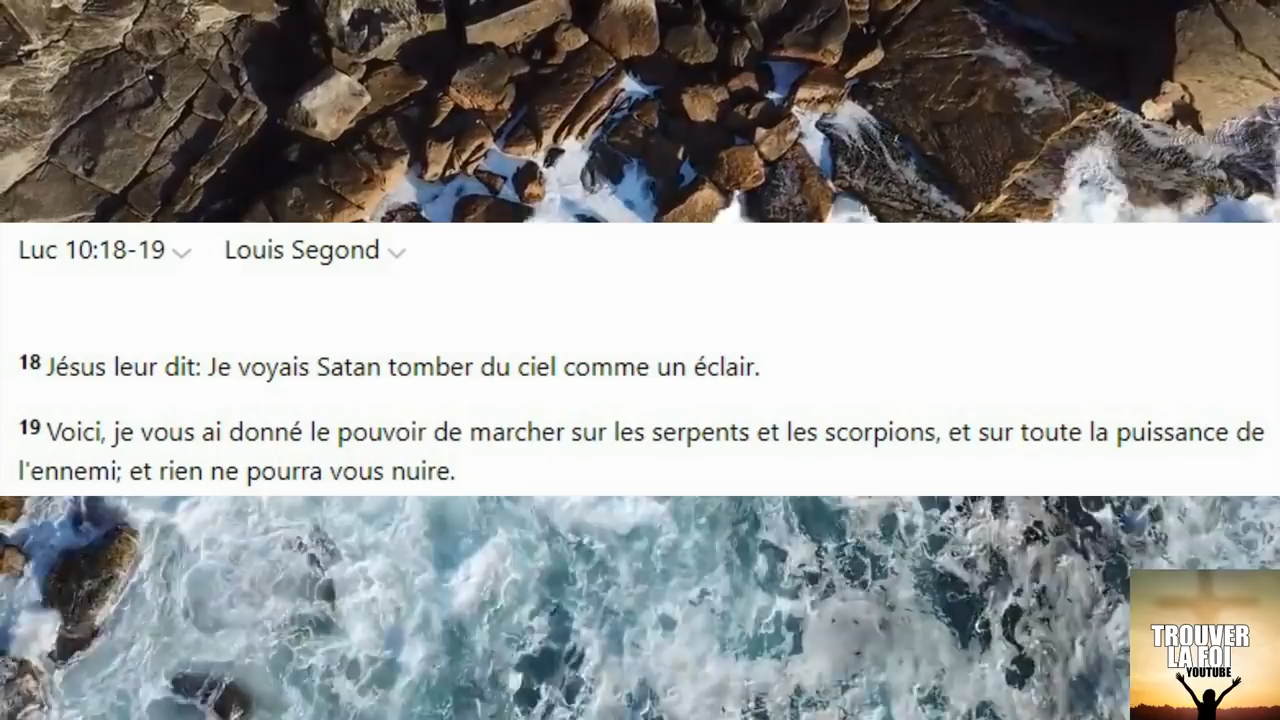 Luc 10:18-19 Louis Segond
18 Jésus leur dit: Je voyais Satan tomber du ciel comme un éclair.
19 Voici, je vous ai donné le pouvoir de marcher sur les serpents et les scorpions, et sur toute la puissance de
l'ennemi; et rien ne pourra vous nuire.
TROUVER
LA FOI
YOUTUBE